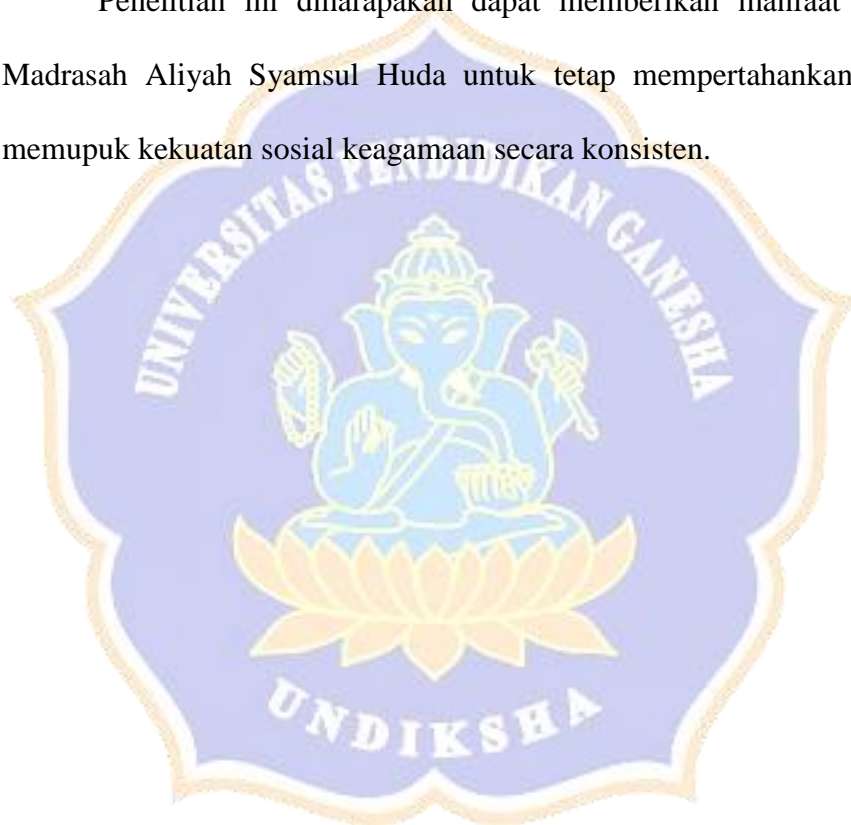 Penelitian ini diharapakan dapat memberikan manfaat
Madrasah Aliyah Syamsul Huda untuk tetap mempertahankan
memupuk kekuatan sosial keagamaan secara konsisten.
UNIVERSITAS PENDIDIKAN GANESHA
UNDIKSHA